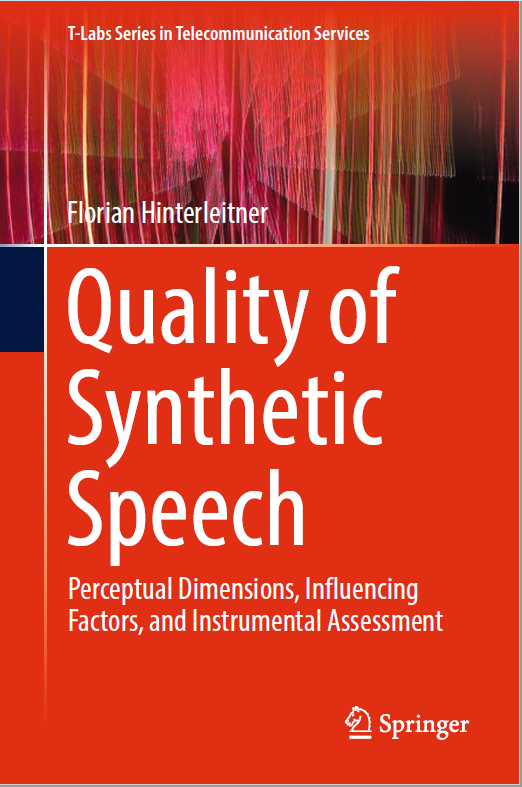 T-Labs Series in Telecommunication Services
Florian Hinterleitner
Quality of
Synthetic
Speech
Perceptual Dimensions, Influencing
Factors, and Instrumental Assessment
Springer